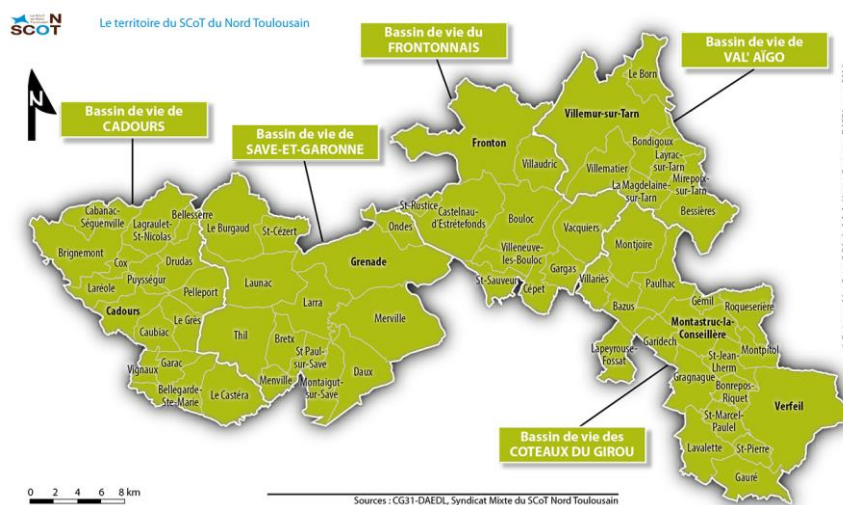 N
SCOT
Le territoire du SCoT du Nord Toulousain
Bassin de vie du
FRONTONNAIS
Bassin de vie de
VAL' AÏGO
N
Bassin de vie de
CADOURS
Bassin de vie de
SAVE-ET-GARONNE
Le Born
Villemur-sur-Tarn
Fronton
Bondigoux
Villaudric
Villematier
Layrac-
sur-Tarn
Mirepoix-
sur-Tarn
La Magdelaine-
sur-Tarn
Bessières
Cabanac-
Séguenville
Lagraulet-
St-Nicolas
Bellesserre
Le Burgaud
St-Cézert
Ondes
St-Rustice
Castelnau-
d'Estrétefonds
Bouloc
Vacquiers
Brignemont
Cox
Drudas
Puysségur
Laréole
Pelleport
Launac
Grenade
Villeneuve-
les-Bouloc
Gargas
St-Sauveur
Cépet
Montjoire
Villariès
Paulhac
Bazus
Gémil
Roqueserière
Cadours
Le Grès
Caubiac
Larra
Merville
Thil
Bretx
St Paul-
sur-Save
Vignaux
Garac
Bellegarde-
Ste-Marie
Le Castéra
Menville
Montaigut-
sur-Save
Daux
Lapeyrouse-
Fossat
Montastruc-la-
Conseillère
Garidech
Montpitol
St-Jean-
Lherm
Gragnague
Bonrepos-
Riquet
Verfeil
St-Marcel-
Paulel
Lavalette
St-Pierre
Gauré
Bassin de vie des
COTEAUX DU GIROU
0 2 4 6 8 km
Sources : CG31-DAEDL, Syndicat Mixte du SCoT Nord Toulousain